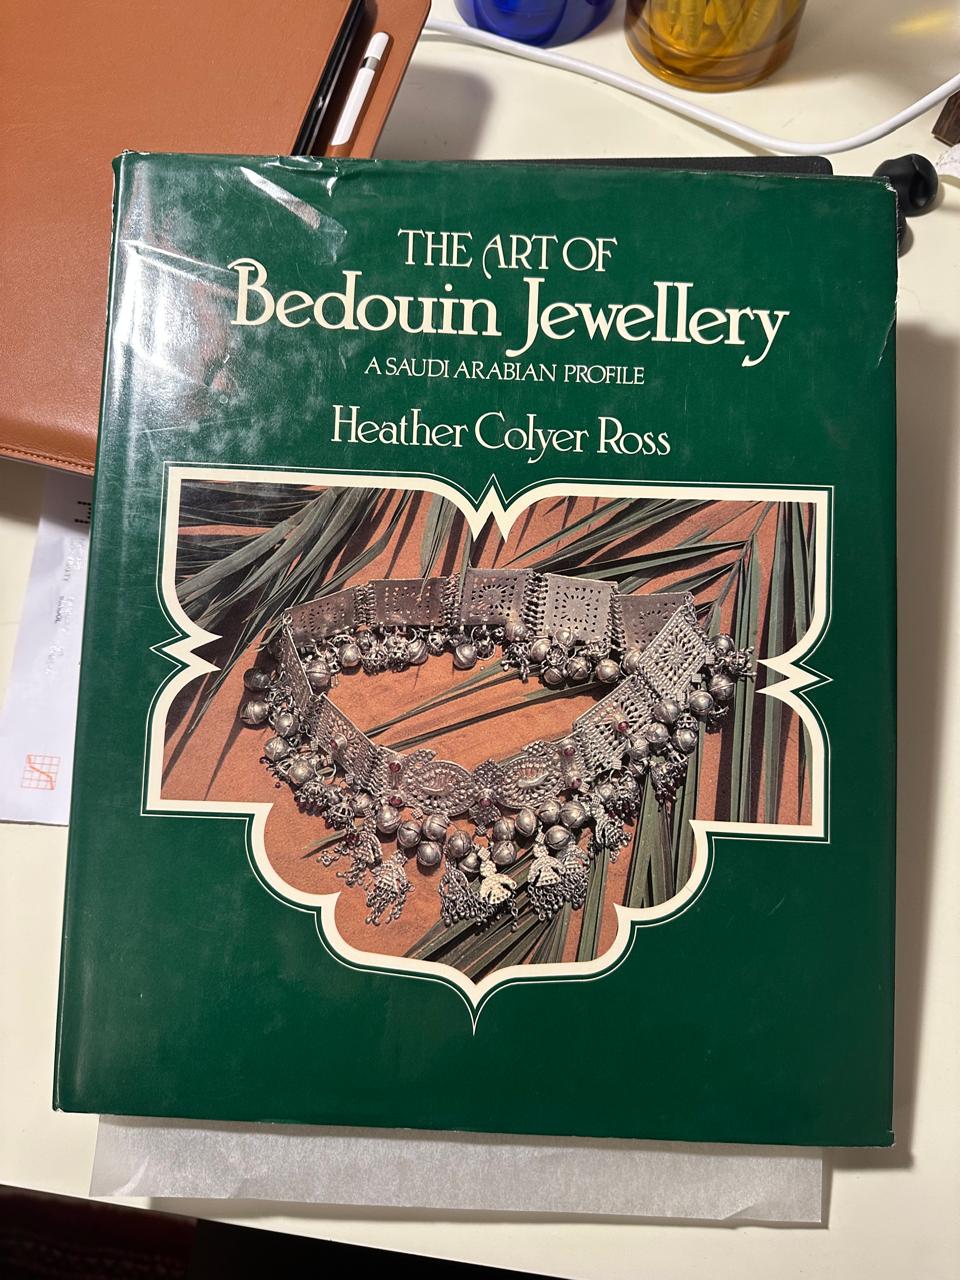 THE ART OF
Bedouin Jewellery
A SAUDI ARABIAN PROFILE
Heather Colyer Ross